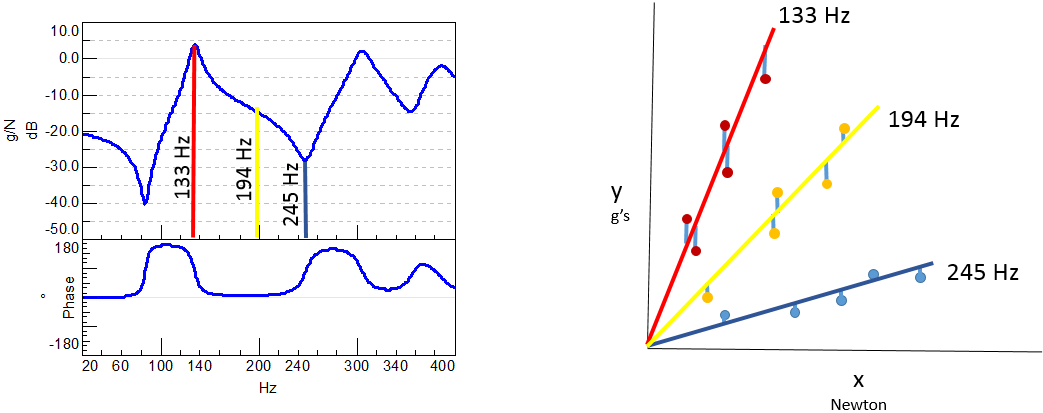 10.0
0.0
-10.0
-20.0
-30.0
-40.0
-50.0
g/N
dB
133 Hz
194 Hz
245 Hz
180
-180
°
Phase
20 60 100 140 200 240 300 340 400
Hz
133 Hz
194 Hz
245 Hz
y
g's
x
Newton